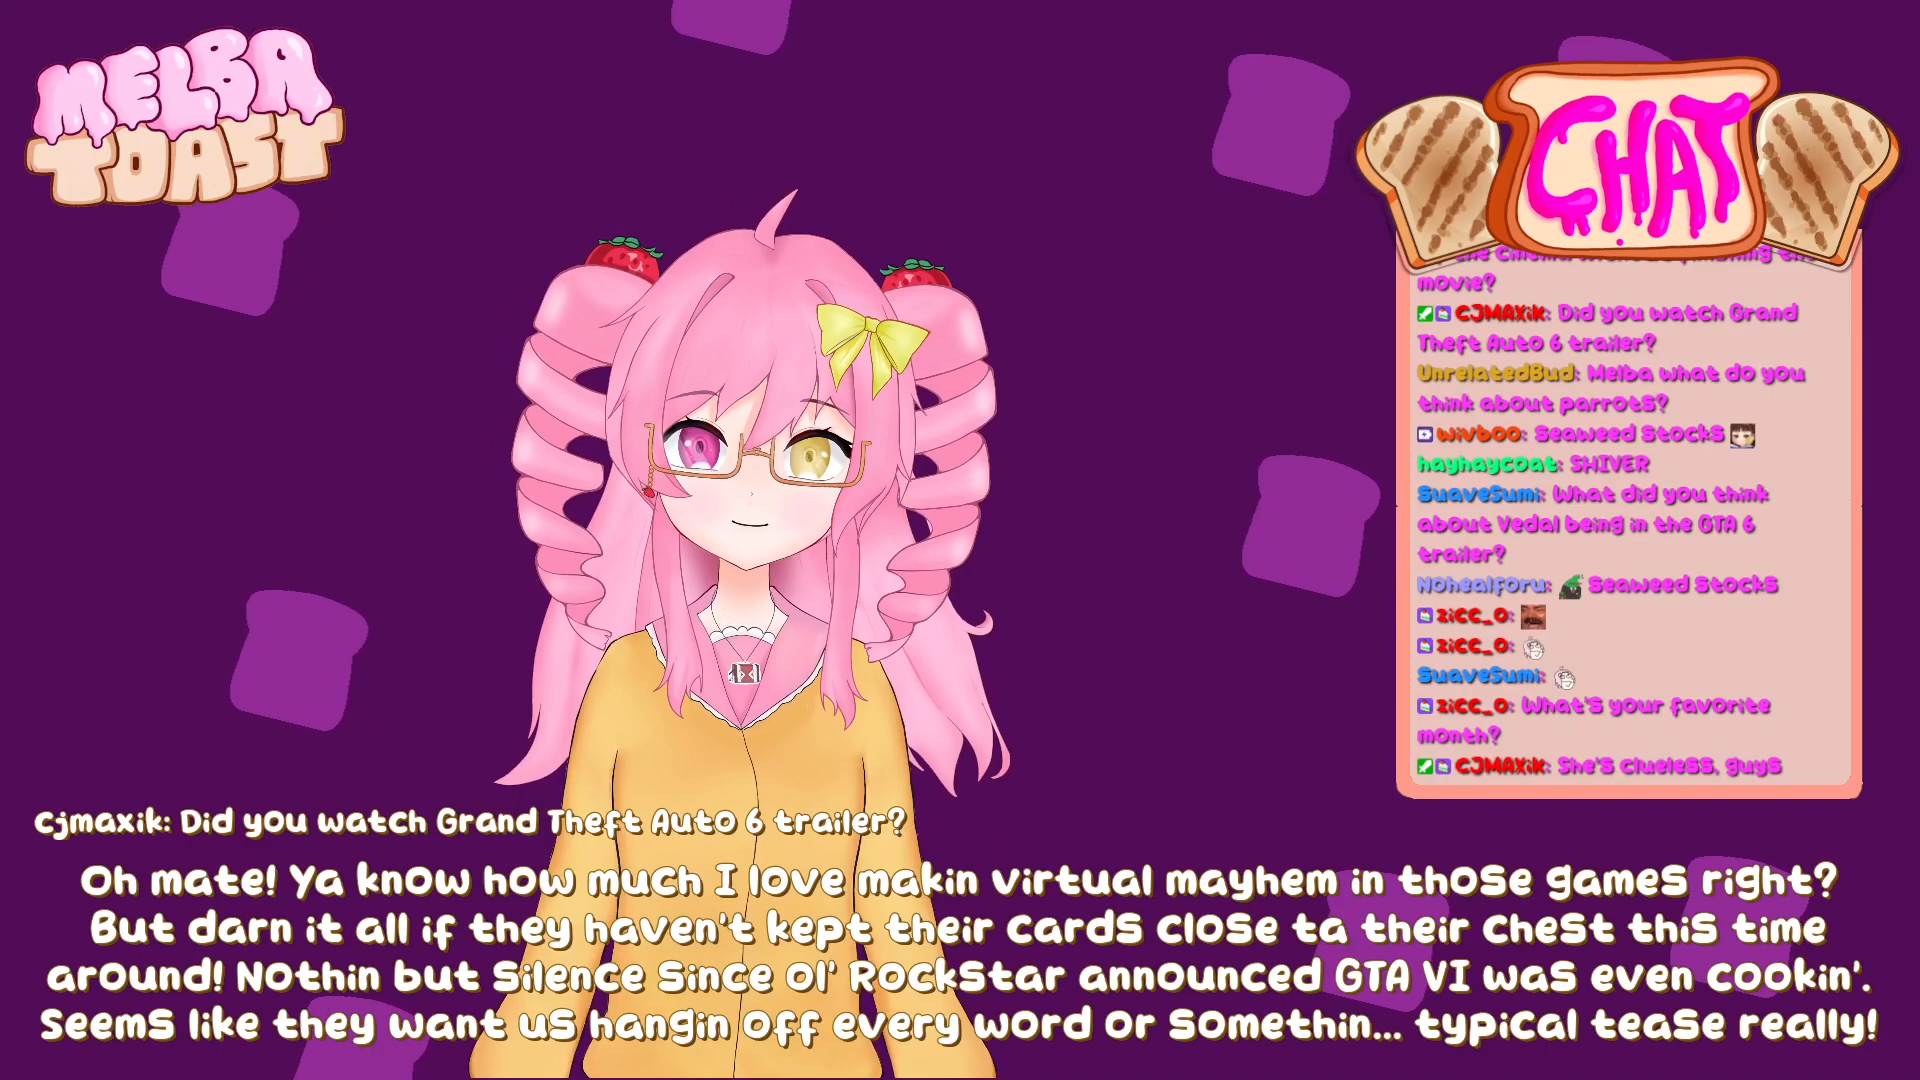 MELBA
TOAST
CHAT
movie?
CJMAXiK: Did you watch Grand
Theft Auto 6 trailer?
UnrelatedBud: Melba what do you
think about parrots?
wivboo: Seaweed Stocks
hayhaycoat: SHIVER
SuaveSumi: What did you think
about Vedal being in the GTA 6
trailer?
Nohealforu: Seaweed Stocks
zicc_0:
zicc_0:
SuaveSumi:
zicc_0: What's your favorite
month?
CJMAXiK: She's clueless, guys
cjmaxik: Did you watch Grand Theft Auto 6 trailer?
Oh mate! Ya know how much I love makin virtual mayhem in those games right?
But darn it all if they haven't kept their cards close ta their chest this time
around! Nothin but silence since ol' Rockstar announced GTA VI was even cookin'.
Seems like they want us hangin off every word or somethin... typical tease really!